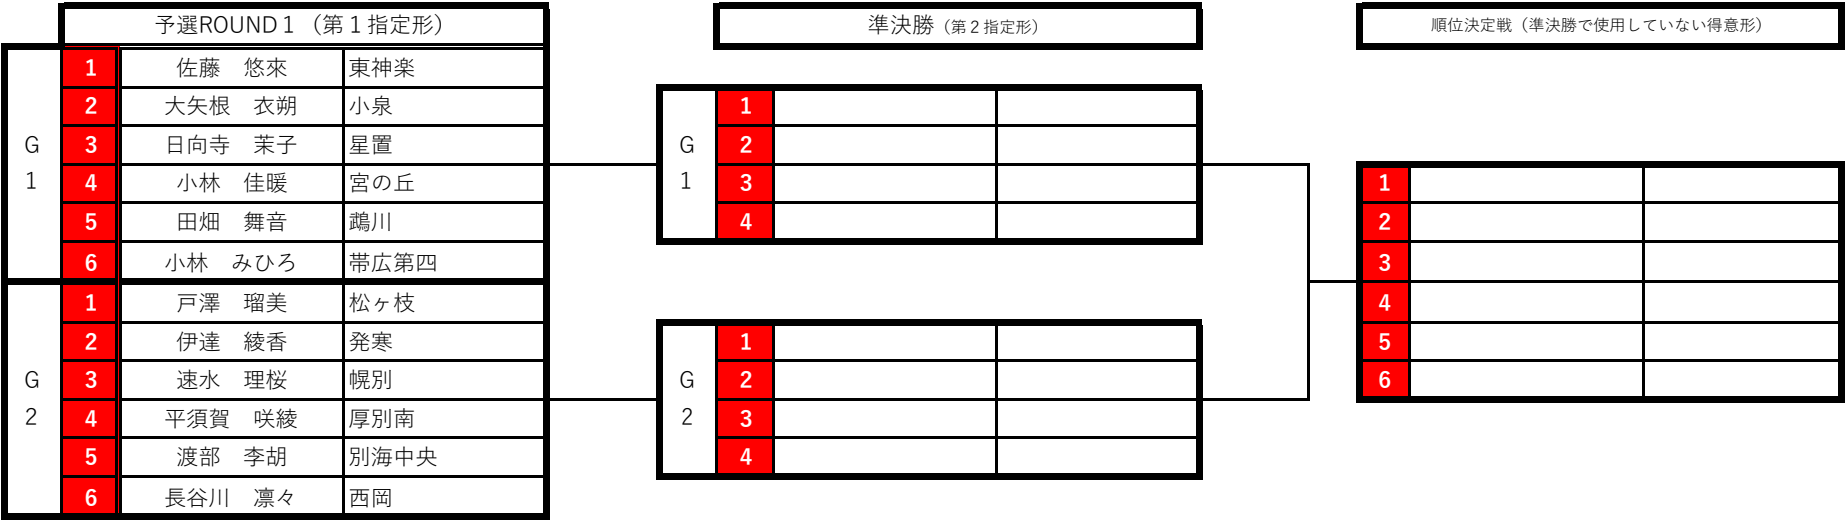 予選ROUND１（第１指定形）
G1
1 佐藤　悠來 東神楽
2 大矢根　衣朔 小泉
3 日向寺　茉子 星置
4 小林　佳暖 宮の丘
5 田畑　舞音 鵡川
6 小林　みひろ 帯広第四
G2
1 戸澤　瑠美 松ヶ枝
2 伊達　綾香 発寒
3 速水　理桜 幌別
4 平須賀　咲綾 厚別南
5 渡部　李胡 別海中央
6 長谷川　凛々 西岡
準決勝（第２指定形）
G1
1
2
3
4
G2
1
2
3
4
順位決定戦（準決勝で使用していない得意形）
1
2
3
4
5
6